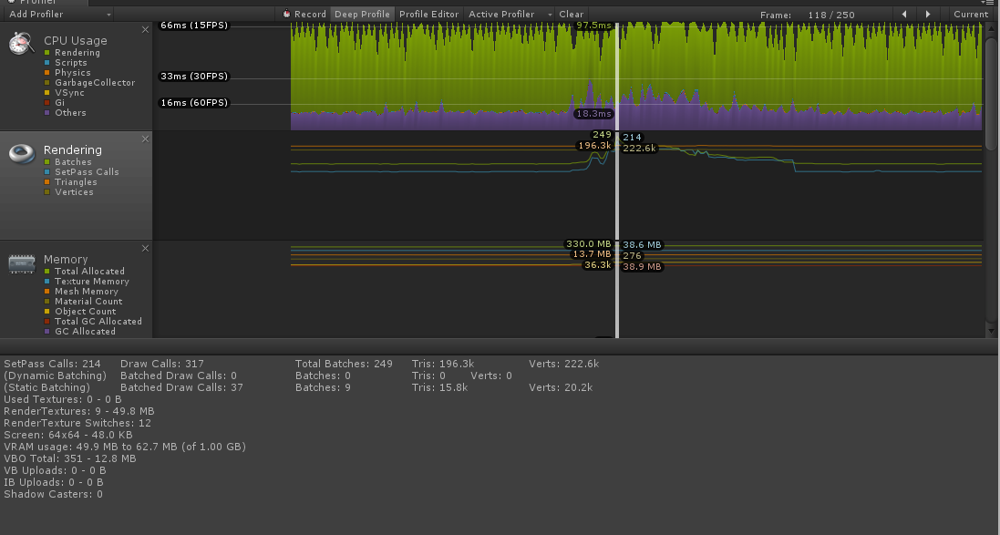 Profiler
Add Profiler Record Deep Profile Profile Editor Active Profiler Clear Frame: 118 / 250 Current
CPU Usage
Rendering
Scripts
Physics
GarbageCollector
VSync
Gi
Others
66ms (15FPS)
33ms (30FPS)
16ms (60FPS)
97.5ms
18.3ms
Rendering
Batches
SetPass Calls
Triangles
Vertices
249 214
196.3k 222.6k
Memory
Total Allocated
Texture Memory
Mesh Memory
Material Count
Object Count
Total GC Allocated
GC Allocated
330.0 MB 38.6 MB
13.7 MB 276
36.3k 38.9 MB
SetPass Calls: 214 Draw Calls: 317 Total Batches: 249 Tris: 196.3k Verts: 222.6k
(Dynamic Batching) Batched Draw Calls: 0 Batches: 0 Tris: 0 Verts: 0
(Static Batching) Batched Draw Calls: 37 Batches: 9 Tris: 15.8k Verts: 20.2k
Used Textures: 0 - 0 B
RenderTextures: 9 - 49.8 MB
RenderTexture Switches: 12
Screen: 64x64 - 48.0 KB
VRAM usage: 49.9 MB to 62.7 MB (of 1.00 GB)
VBO Total: 351 - 12.8 MB
VB Uploads: 0 - 0 B
IB Uploads: 0 - 0 B
Shadow Casters: 0